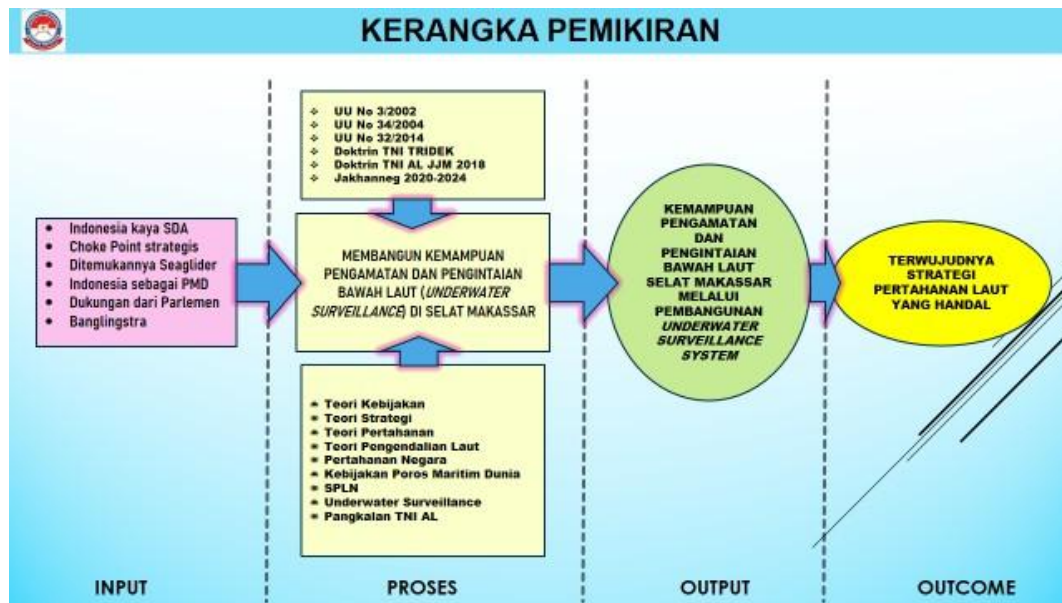 KERANGKA PEMIKIRAN
Indonesia kaya SDA
Choke Point strategis
Ditemukannya Seaglider
Indonesia sebagai PMD
Dukungan dari Parlemen
Banglingstra
UU No 3/2002
UU No 34/2004
UU No 32/2014
Doktrin TNI TRIDEK
Doktrin TNI AL JJM 2018
Jakhanneg 2020-2024
MEMBANGUN KEMAMPUAN
PENGAMATAN DAN PENGINTAIAN
BAWAH LAUT (UNDERWATER
SURVEILLANCE) DI SELAT MAKASSAR
Teori Kebijakan
Teori Strategi
Teori Pertahanan
Teori Pengendalian Laut
Pertahanan Negara
Kebijakan Poros Maritim Dunia
SPLN
Underwater Surveillance
Pangkalan TNI AL
KEMAMPUAN
PENGAMATAN
DAN
PENGINTAIAN
BAWAH LAUT
SELAT MAKASSAR
MELALUI
PEMBANGUNAN
UNDERWATER
SURVEILLANCE
SYSTEM
TERWUJUDNYA
STRATEGI
PERTAHANAN LAUT
YANG HANDAL
INPUT
PROSES
OUTPUT
OUTCOME